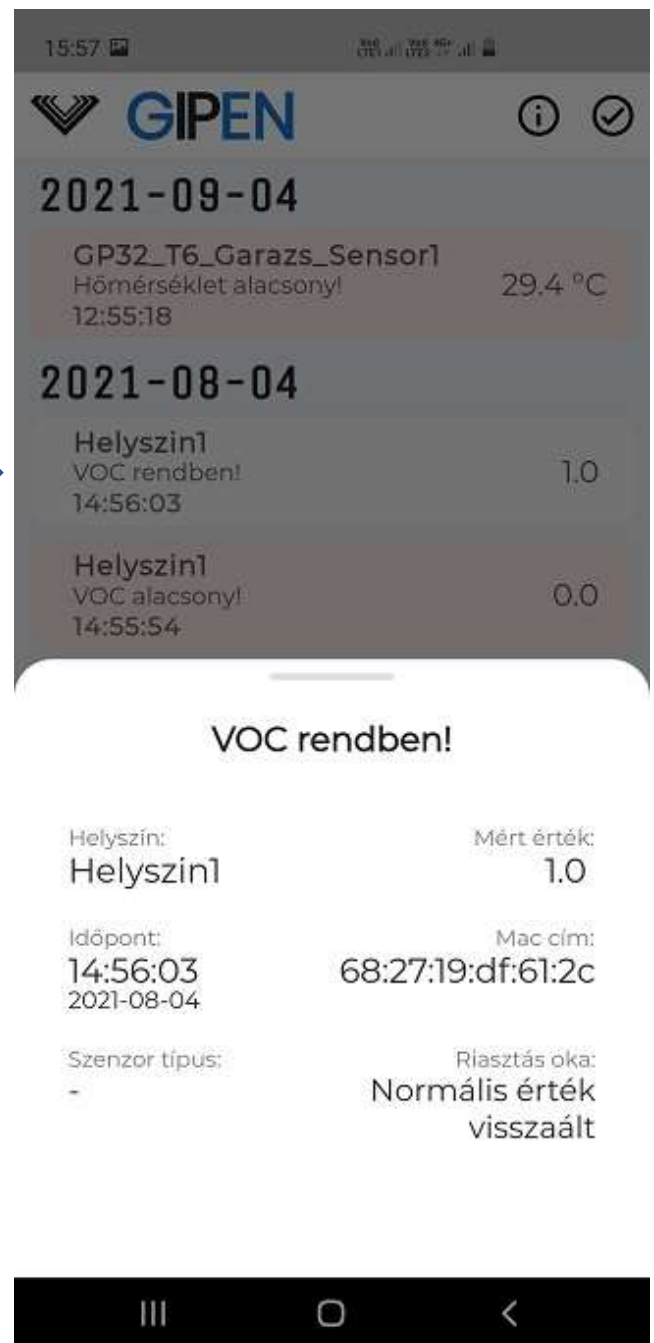 15:57
GIPEN
2021-09-04
GP32_T6_Garazs_Sensor1
Hőmérséklet alacsony!
29.4 °C
12:55:18
2021-08-04
Helyszin1
VOC rendben!
1.0
14:56:03
Helyszin1
VOC alacsony!
0.0
14:55:54
VOC rendben!
Helyszín:
Mért érték:
Helyszin1
1.0
Időpont:
Mac cím:
14:56:03
68:27:19:df:61:2c
2021-08-04
Szenzor típus:
Riasztás oka:
-
Normális érték
visszaált